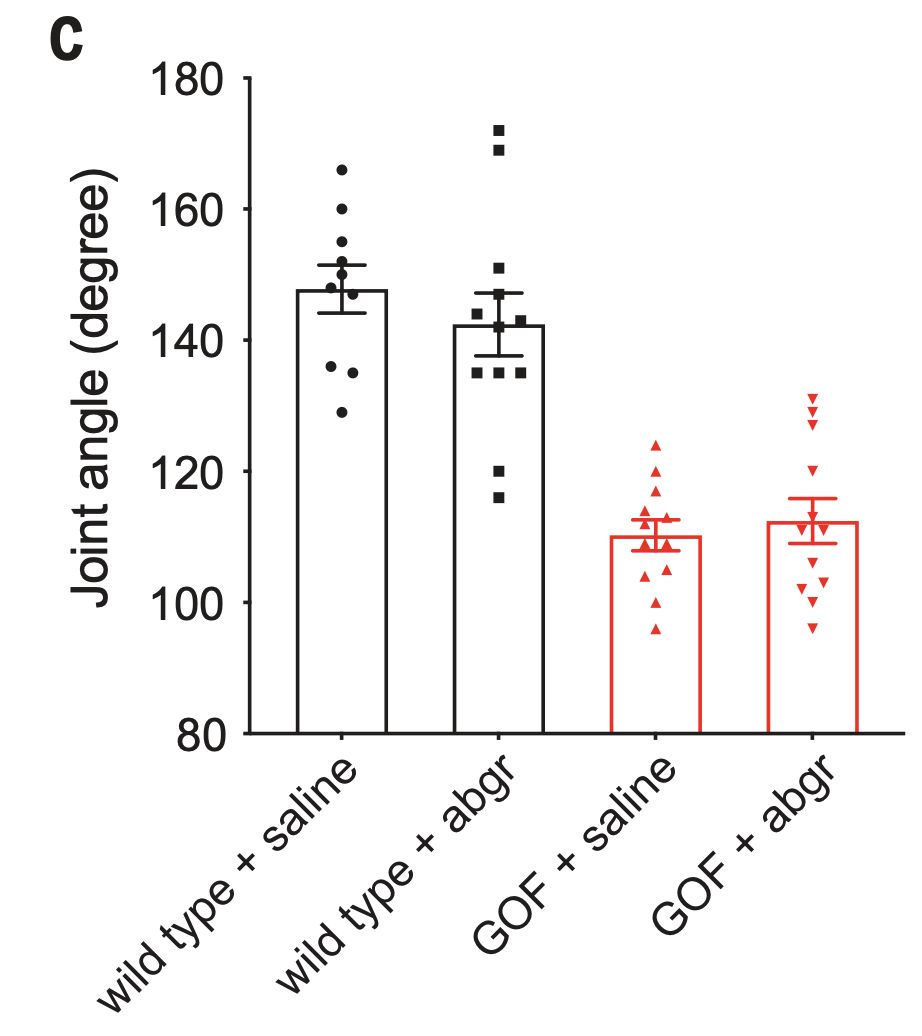 C
Joint angle (degree)
180
160
140
120
100
80
wild type + saline
wild type + abgr
GOF + saline
GOF + abgr